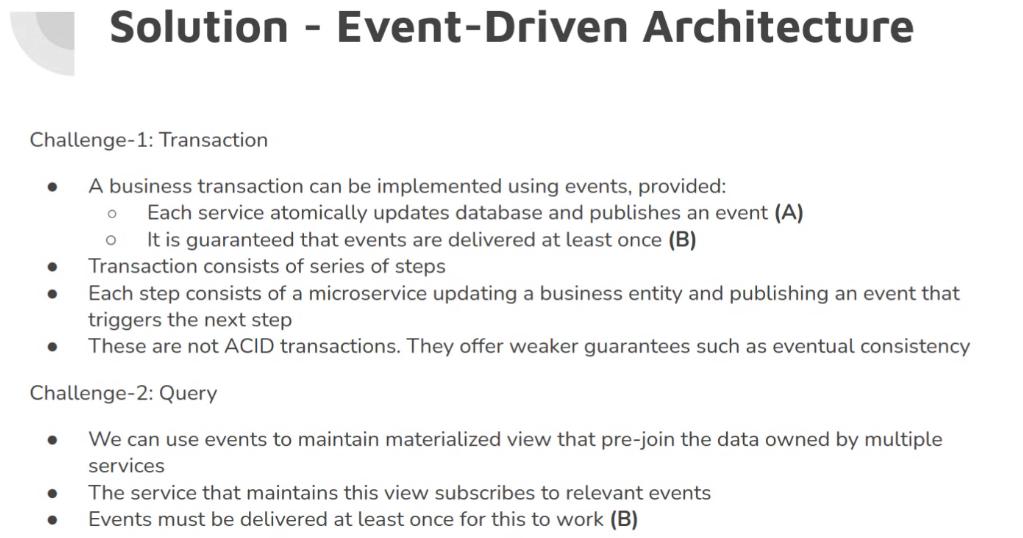 Solution - Event-Driven Architecture
Challenge-1: Transaction
● A business transaction can be implemented using events, provided:
○ Each service atomically updates database and publishes an event (A)
○ It is guaranteed that events are delivered at least once (B)
● Transaction consists of series of steps
● Each step consists of a microservice updating a business entity and publishing an event that
triggers the next step
● These are not ACID transactions. They offer weaker guarantees such as eventual consistency
Challenge-2: Query
● We can use events to maintain materialized view that pre-join the data owned by multiple
services
● The service that maintains this view subscribes to relevant events
● Events must be delivered at least once for this to work (B)